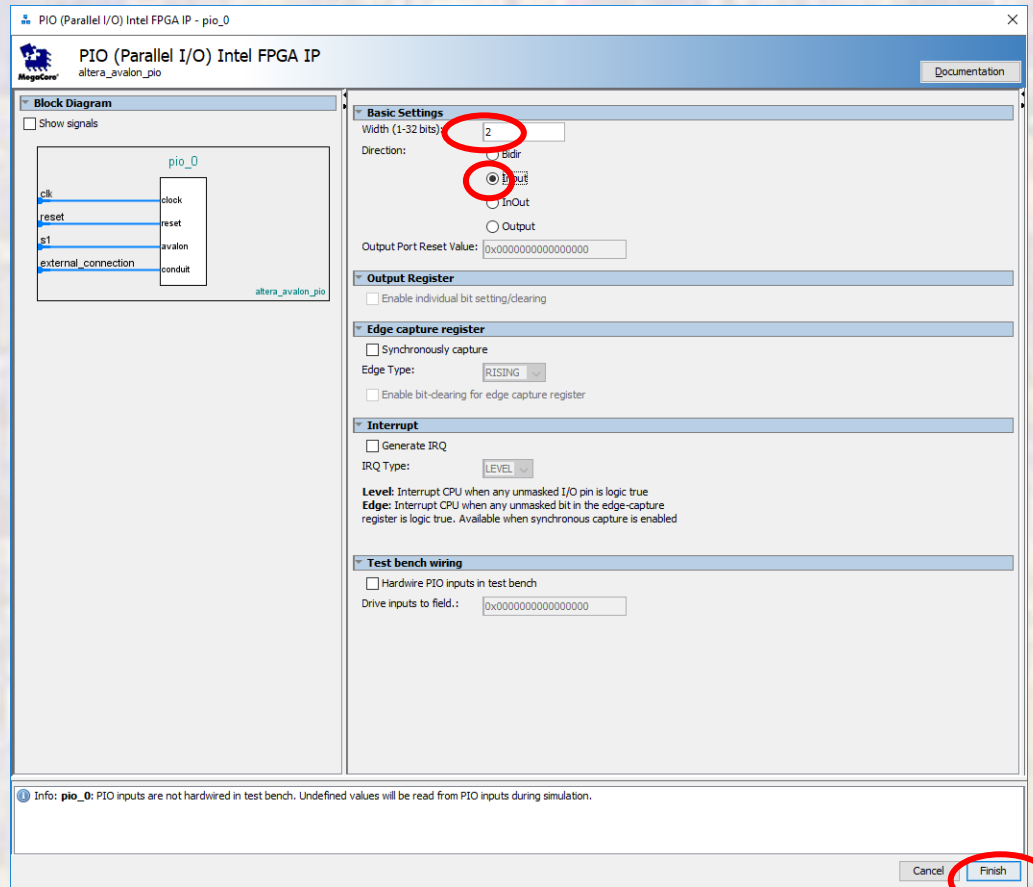 PIO (Parallel I/O) Intel FPGA IP - pio_0
MegaCore'
PIO (Parallel I/O) Intel FPGA IP
altera_avalon_pio
Documentation
Block Diagram
Show signals
pio_0
clk
clock
reset
reset
s1
avalon
external_connection
conduit
altera_avalon_pio
Basic Settings
Width (1-32 bits): 2
Direction: Bidir
Input
InOut
Output
Output Port Reset Value: 0x0000000000000000
Output Register
Enable individual bit setting/clearing
Edge capture register
Synchronously capture
Edge Type: RISING
Enable bit-clearing for edge capture register
Interrupt
Generate IRQ
IRQ Type: LEVEL
Level: Interrupt CPU when any unmasked I/O pin is logic true
Edge: Interrupt CPU when any unmasked bit in the edge-capture
register is logic true. Available when synchronous capture is enabled
Test bench wiring
Hardwire PIO inputs in test bench
Drive inputs to field.: 0x0000000000000000
Info: pio_0: PIO inputs are not hardwired in test bench. Undefined values will be read from PIO inputs during simulation.
Cancel Finish